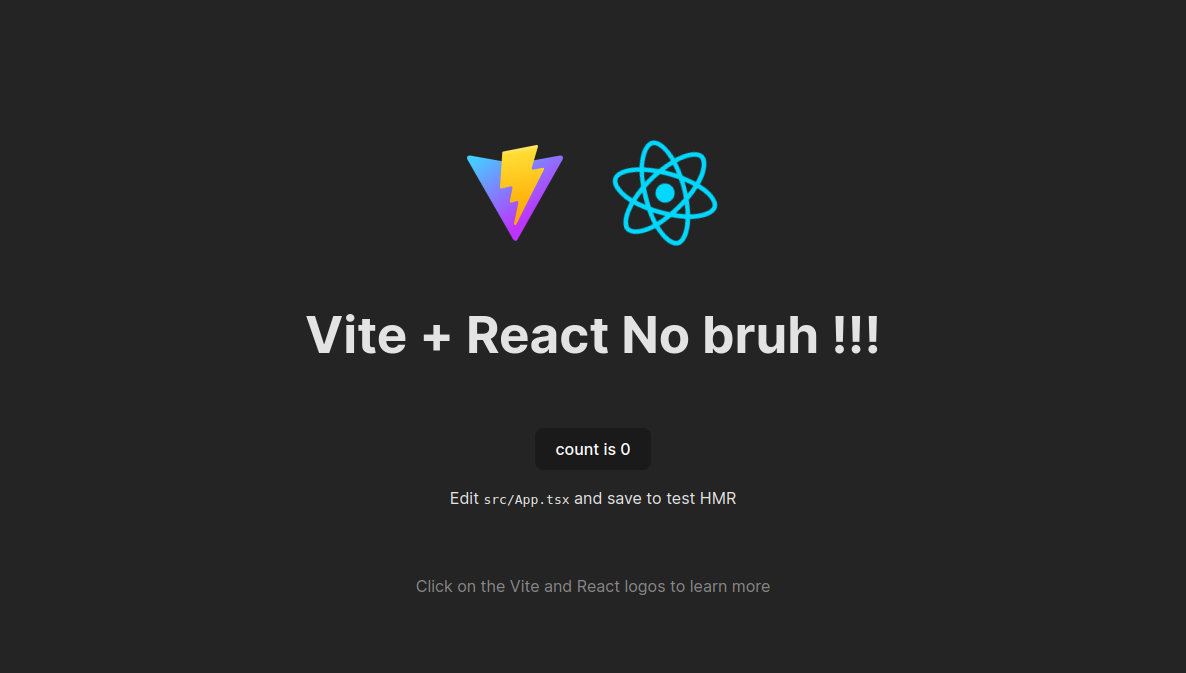 Vite + React No bruh !!!
count is 0
Edit src/App.tsx and save to test HMR
Click on the Vite and React logos to learn more